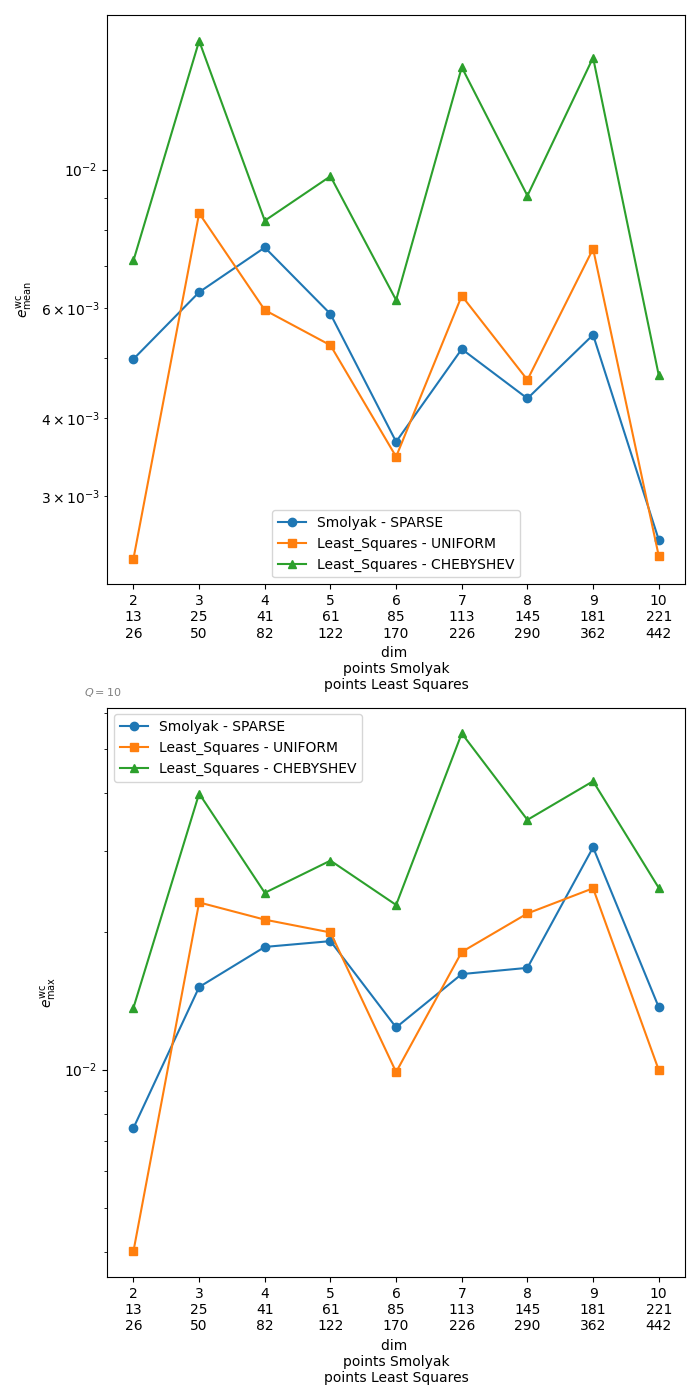 10⁻²
6 × 10⁻³
4 × 10⁻³
3 × 10⁻³
e^wc_mean
Smolyak - SPARSE
Least_Squares - UNIFORM
Least_Squares - CHEBYSHEV
2 3 4 5 6 7 8 9 10
13 25 41 61 85 113 145 181 221
26 50 82 122 170 226 290 362 442
dim
points Smolyak
points Least Squares
Q = 10
Smolyak - SPARSE
Least_Squares - UNIFORM
Least_Squares - CHEBYSHEV
e^wc_max
10⁻²
2 3 4 5 6 7 8 9 10
13 25 41 61 85 113 145 181 221
26 50 82 122 170 226 290 362 442
dim
points Smolyak
points Least Squares